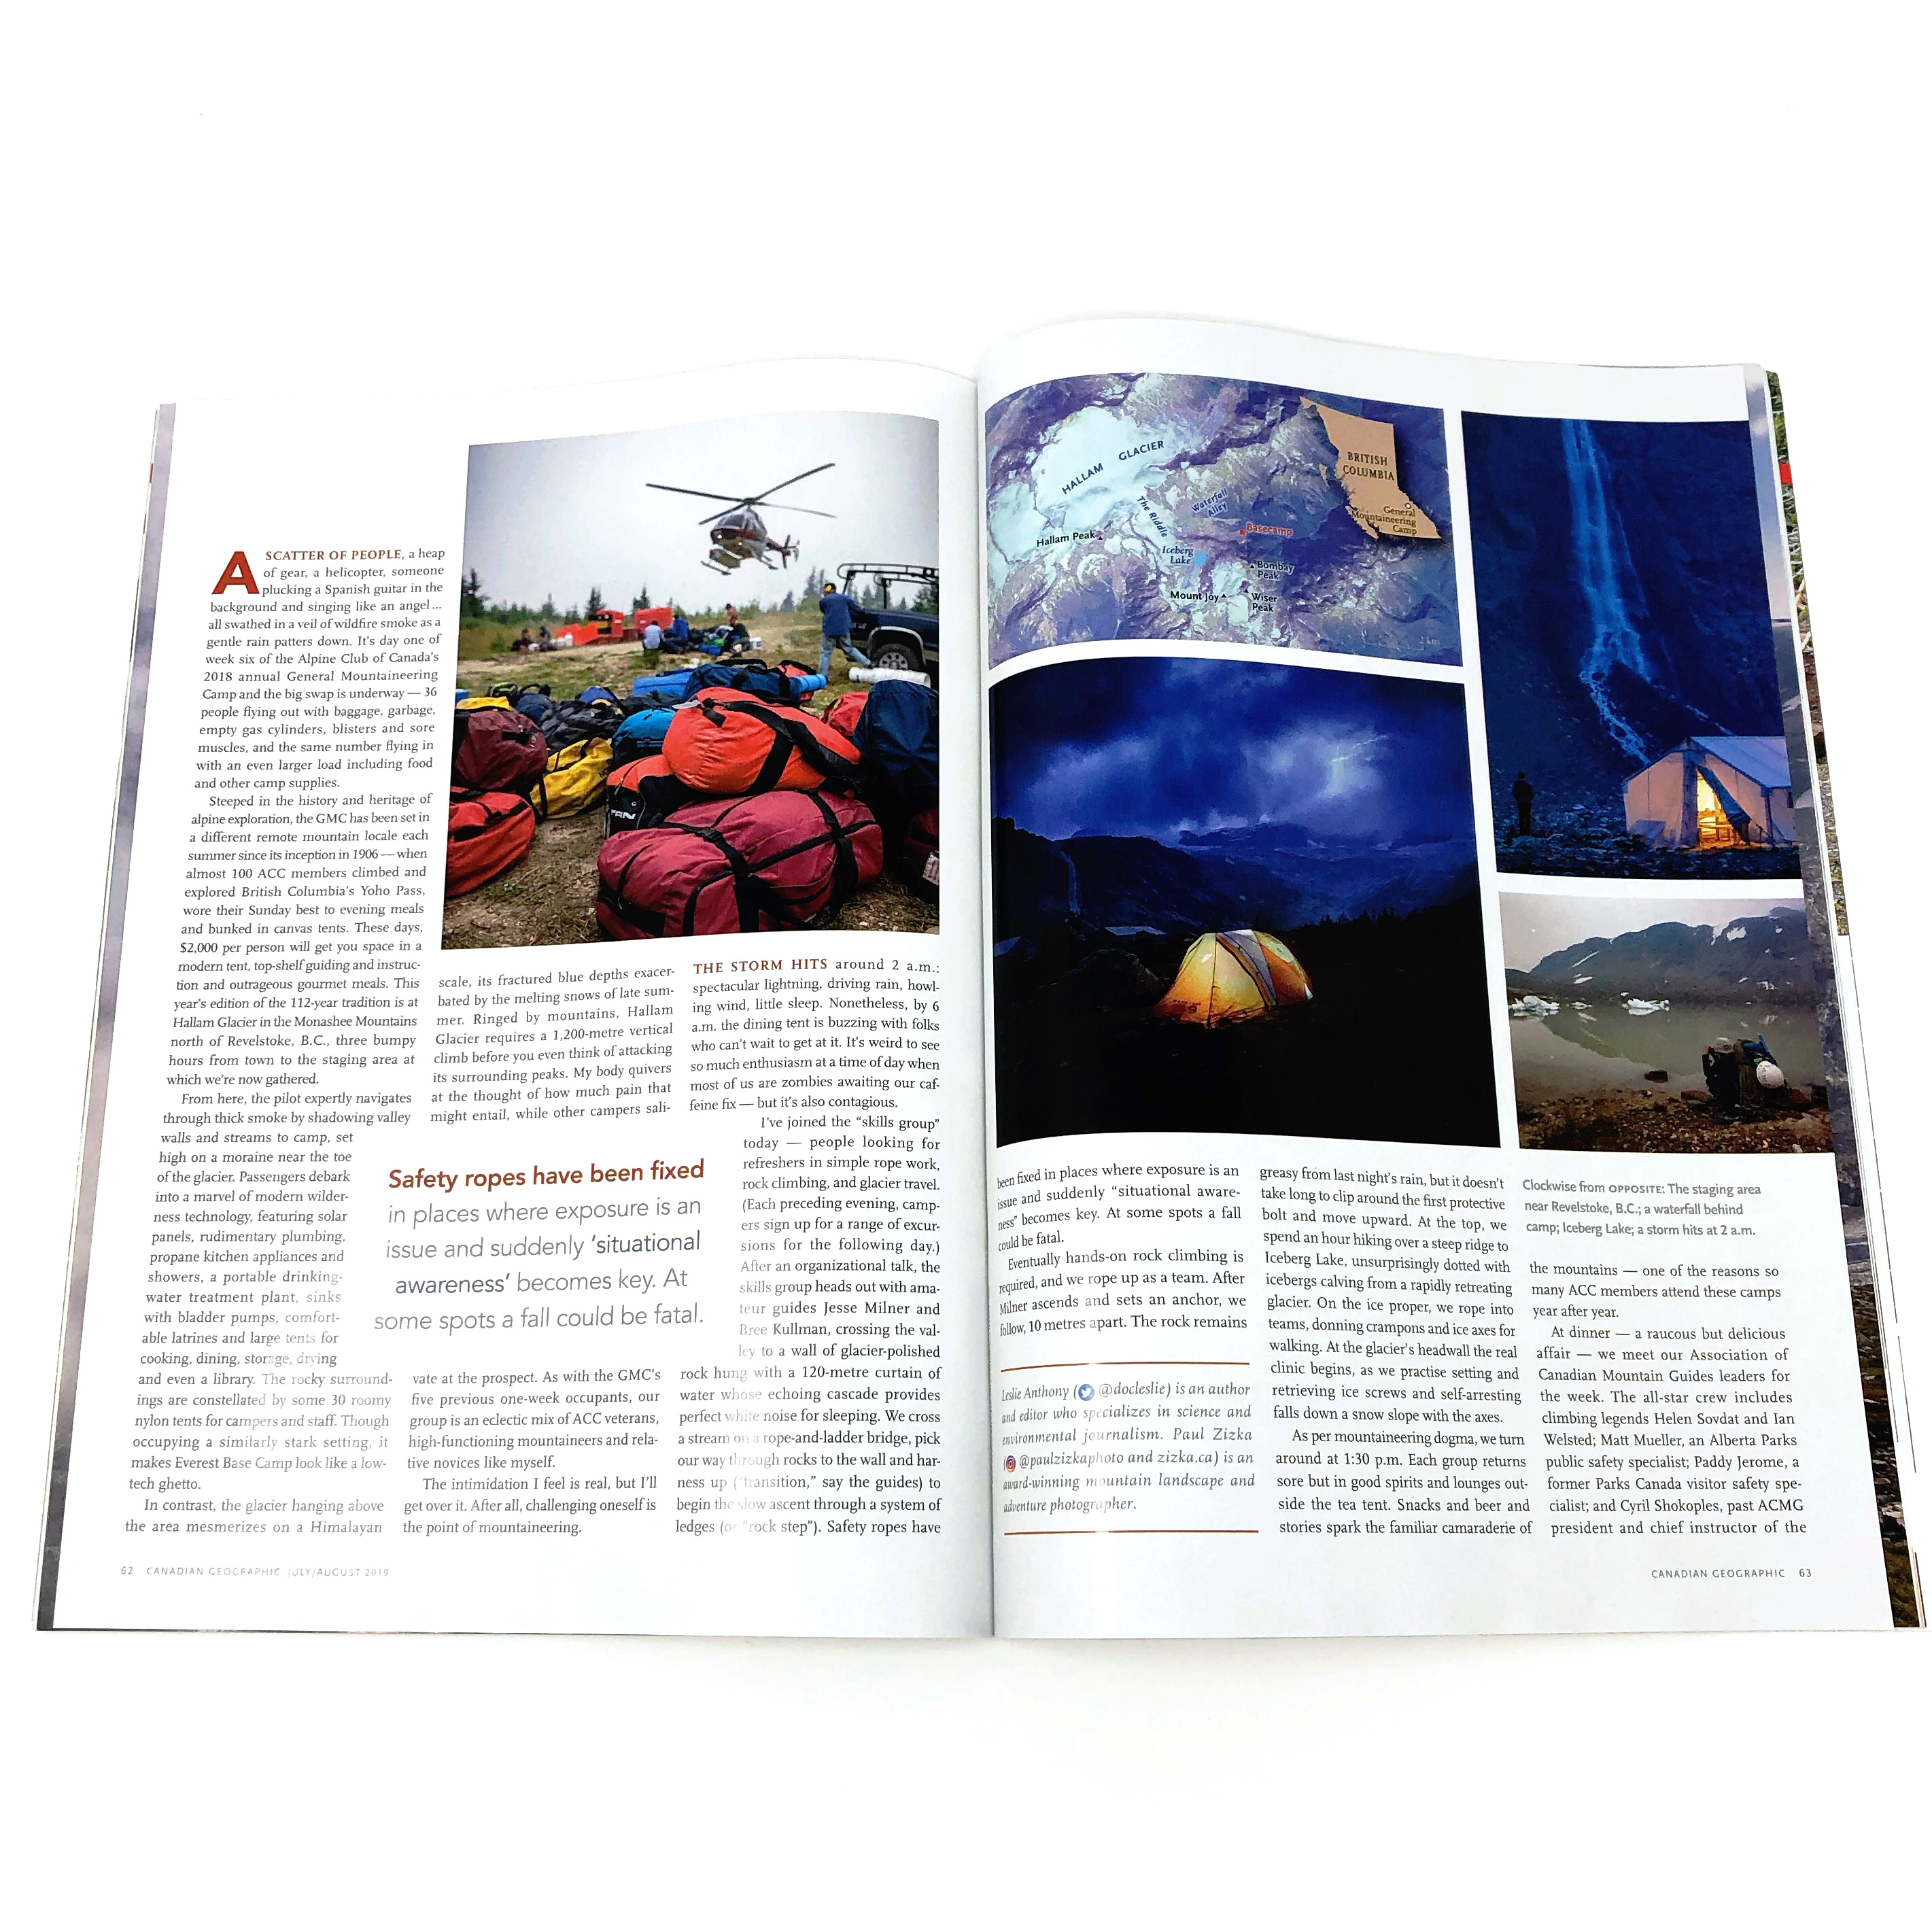 A SCATTER OF PEOPLE, a heap
of gear, a helicopter, someone
plucking a Spanish guitar in the
background and singing like an angel ...
all swathed in a veil of wildfire smoke as a
gentle rain patters down. It's day one of
week six of the Alpine Club of Canada's
2018 annual General Mountaineering
Camp and the big swap is underway — 36
people flying out with baggage, garbage,
empty gas cylinders, blisters and sore
muscles, and the same number flying in
with an even larger load including food
and other camp supplies.
Steeped in the history and heritage of
alpine exploration, the GMC has been set in
a different remote mountain locale each
summer since its inception in 1906 — when
almost 100 ACC members climbed and
explored British Columbia's Yoho Pass,
wore their Sunday best to evening meals
and bunked in canvas tents. These days,
$2,000 per person will get you space in a
modern tent, top-shelf guiding and instruc-
tion and outrageous gourmet meals. This
year's edition of the 112-year tradition is at
Hallam Glacier in the Monashee Mountains
north of Revelstoke, B.C., three bumpy
hours from town to the staging area at
which we're now gathered.
From here, the pilot expertly navigates
through thick smoke by shadowing valley
walls and streams to camp, set
high on a moraine near the toe
of the glacier. Passengers debark
into a marvel of modern wilder-
ness technology, featuring solar
panels, rudimentary plumbing,
propane kitchen appliances and
showers, a portable drinking-
water treatment plant, sinks
with bladder pumps, comfort-
able latrines and large tents for
cooking, dining, storage, drying
and even a library. The rocky surround-
ings are constellated by some 30 roomy
nylon tents for campers and staff. Though
occupying a similarly stark setting, it
makes Everest Base Camp look like a low-
tech ghetto.
In contrast, the glacier hanging above
the area mesmerizes on a Himalayan
scale, its fractured blue depths exacer-
bated by the melting snows of late sum-
mer. Ringed by mountains, Hallam
Glacier requires a 1,200-metre vertical
climb before you even think of attacking
its surrounding peaks. My body quivers
at the thought of how much pain that
might entail, while other campers sali-
Safety ropes have been fixed
in places where exposure is an
issue and suddenly 'situational
awareness' becomes key. At
some spots a fall could be fatal.
vate at the prospect. As with the GMC's
five previous one-week occupants, our
group is an eclectic mix of ACC veterans,
high-functioning mountaineers and rela-
tive novices like myself.
The intimidation I feel is real, but I'll
get over it. After all, challenging oneself is
the point of mountaineering.
THE STORM HITS around 2 a.m.:
spectacular lightning, driving rain, howl-
ing wind, little sleep. Nonetheless, by 6
a.m. the dining tent is buzzing with folks
who can't wait to get at it. It's weird to see
so much enthusiasm at a time of day when
most of us are zombies awaiting our caf-
feine fix — but it's also contagious.
I've joined the "skills group"
today — people looking for
refreshers in simple rope work,
rock climbing, and glacier travel.
(Each preceding evening, camp-
ers sign up for a range of excur-
sions for the following day.)
After an organizational talk, the
skills group heads out with ama-
teur guides Jesse Milner and
Bree Kullman, crossing the val-
ley to a wall of glacier-polished
rock hung with a 120-metre curtain of
water whose echoing cascade provides
perfect white noise for sleeping. We cross
a stream on a rope-and-ladder bridge, pick
our way through rocks to the wall and har-
ness up ("transition," say the guides) to
begin the slow ascent through a system of
ledges (or "rock step"). Safety ropes have
62 CANADIAN GEOGRAPHIC JULY/AUGUST 2019
HALLAM GLACIER
BRITISH
COLUMBIA
General
Mountaineering
Camp
The Riddle
Waterfall
Alley
Basecamp
Hallam Peak
Iceberg
Lake
Bombay
Peak
Mount Joy
Wiser
Peak
2 km
been fixed in places where exposure is an
issue and suddenly "situational aware-
ness" becomes key. At some spots a fall
could be fatal.
Eventually hands-on rock climbing is
required, and we rope up as a team. After
Milner ascends and sets an anchor, we
follow, 10 metres apart. The rock remains
Leslie Anthony (@docleslie) is an author
and editor who specializes in science and
environmental journalism. Paul Zizka
(@paulzizkaphoto and zizka.ca) is an
award-winning mountain landscape and
adventure photographer.
greasy from last night's rain, but it doesn't
take long to clip around the first protective
bolt and move upward. At the top, we
spend an hour hiking over a steep ridge to
Iceberg Lake, unsurprisingly dotted with
icebergs calving from a rapidly retreating
glacier. On the ice proper, we rope into
teams, donning crampons and ice axes for
walking. At the glacier's headwall the real
clinic begins, as we practise setting and
retrieving ice screws and self-arresting
falls down a snow slope with the axes.
As per mountaineering dogma, we turn
around at 1:30 p.m. Each group returns
sore but in good spirits and lounges out-
side the tea tent. Snacks and beer and
stories spark the familiar camaraderie of
Clockwise from OPPOSITE: The staging area
near Revelstoke, B.C.; a waterfall behind
camp; Iceberg Lake; a storm hits at 2 a.m.
the mountains — one of the reasons so
many ACC members attend these camps
year after year.
At dinner — a raucous but delicious
affair — we meet our Association of
Canadian Mountain Guides leaders for
the week. The all-star crew includes
climbing legends Helen Sovdat and Ian
Welsted; Matt Mueller, an Alberta Parks
public safety specialist; Paddy Jerome, a
former Parks Canada visitor safety spe-
cialist; and Cyril Shokoples, past ACMG
president and chief instructor of the
CANADIAN GEOGRAPHIC 63